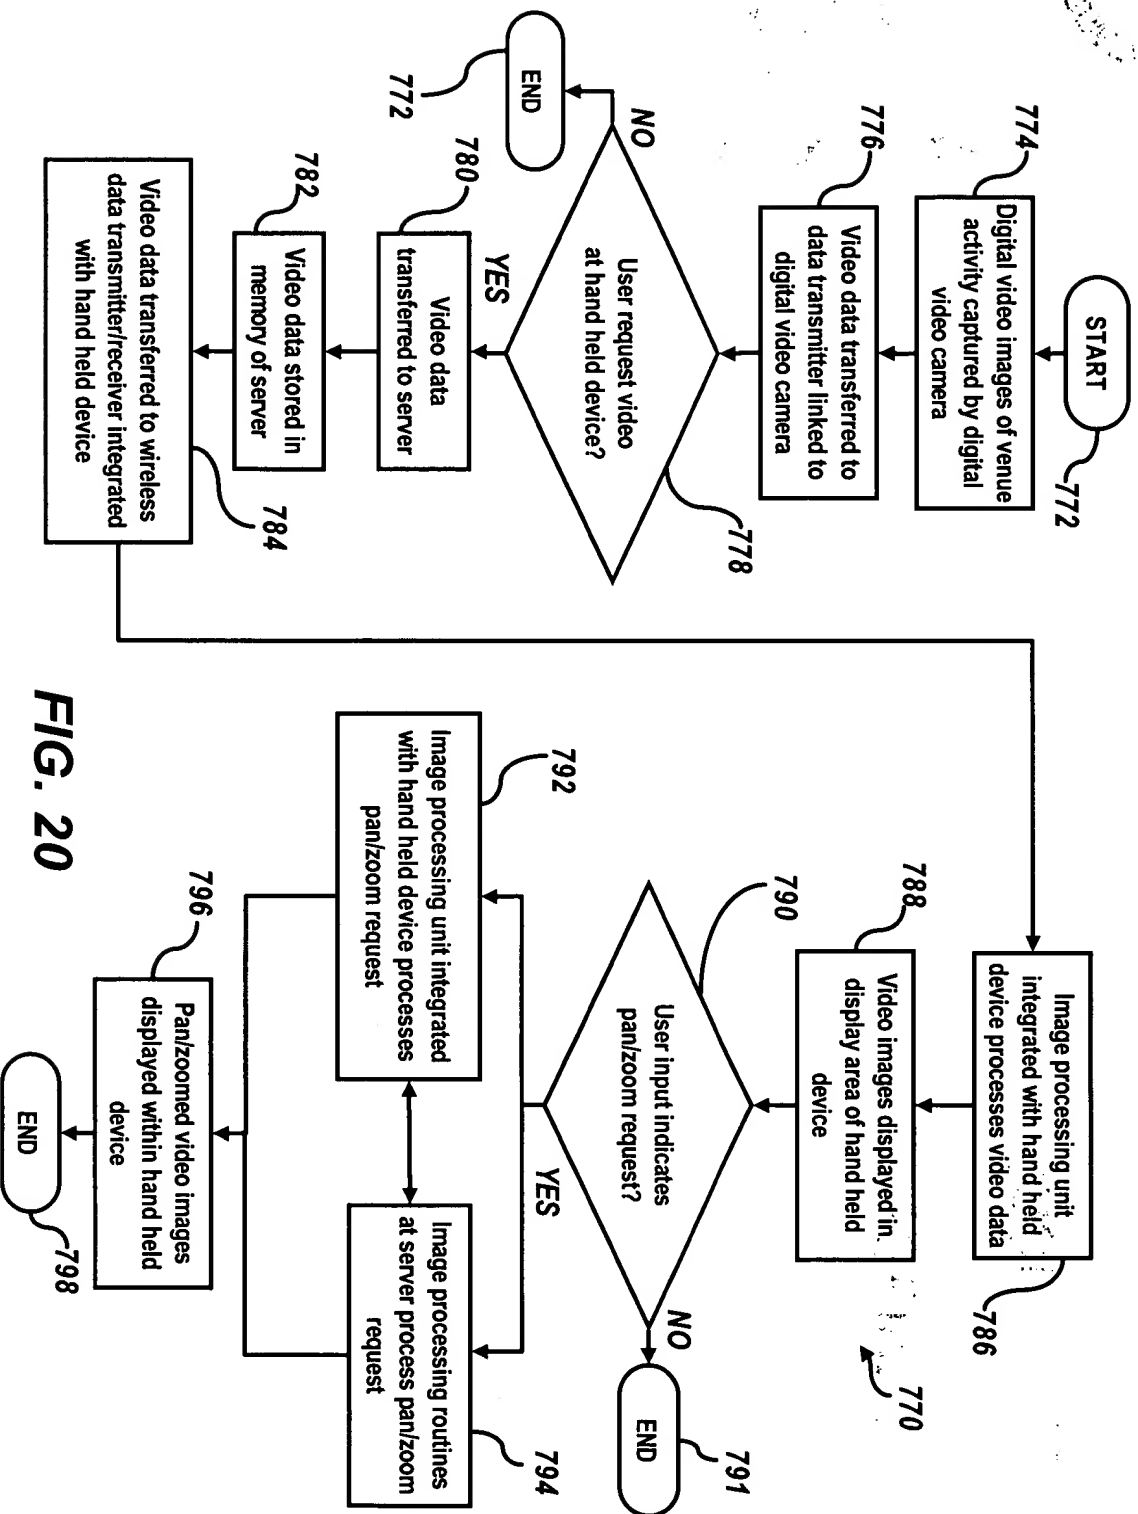 START
772
774
Digital video images of venue
activity captured by digital
video camera
776
Video data transferred to
data transmitter linked to
digital video camera
User request video
at hand held device?
778
NO
END
772
YES
780
Video data
transferred to server
782
Video data stored in
memory of server
Video data transferred to wireless
data transmitter/receiver integrated
with hand held device
784
Image processing unit
integrated with hand held
device processes video data
786
788
Video images displayed in
display area of hand held
device
770
790
User input indicates
pan/zoom request?
NO
END
791
YES
792
Image processing unit integrated
with hand held device processes
pan/zoom request
Image processing routines
at server process pan/zoom
request
794
796
Pan/zoomed video images
displayed within hand held
device
END
798
FIG. 20